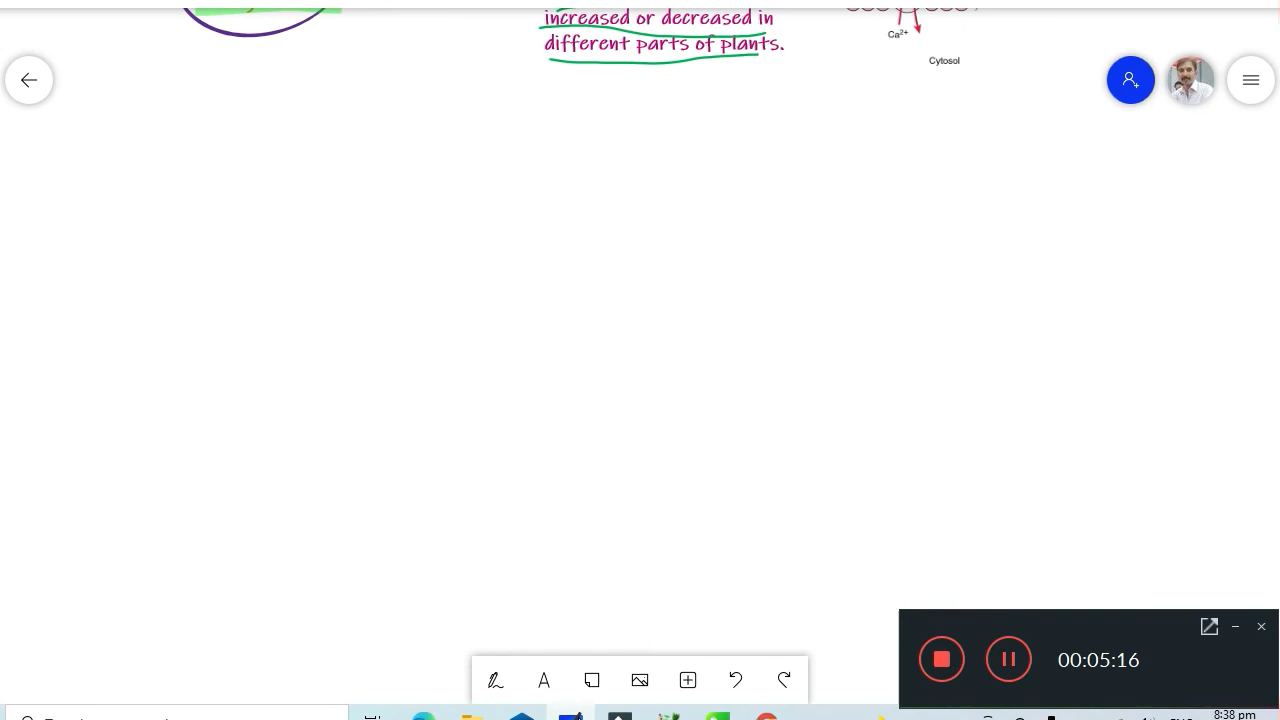 increased or decreased in
different parts of plants.
Ca²⁺
Cytosol
00:05:16
8:38 pm